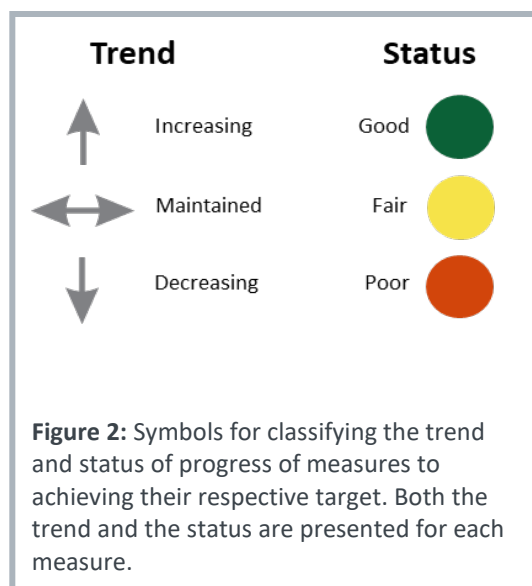 Trend Status
Increasing Good
Maintained Fair
Decreasing Poor
Figure 2: Symbols for classifying the trend
and status of progress of measures to
achieving their respective target. Both the
trend and the status are presented for each
measure.